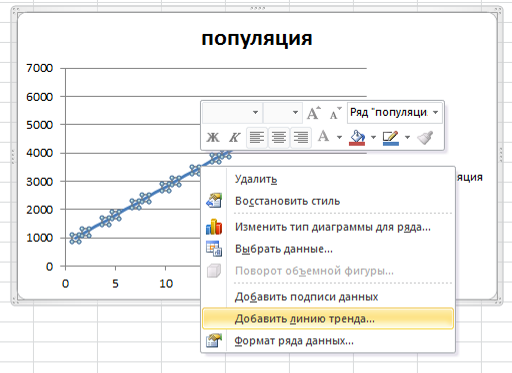 популяция
7000
6000
5000
4000
3000
2000
1000
0
0
5
10
Ряд "популяци
Ж К А
ляция
Удалить
Восстановить стиль
Изменить тип диаграммы для ряда...
Выбрать данные...
Поворот объемной фигуры...
Добавить подписи данных
Добавить линию тренда...
Формат ряда данных...